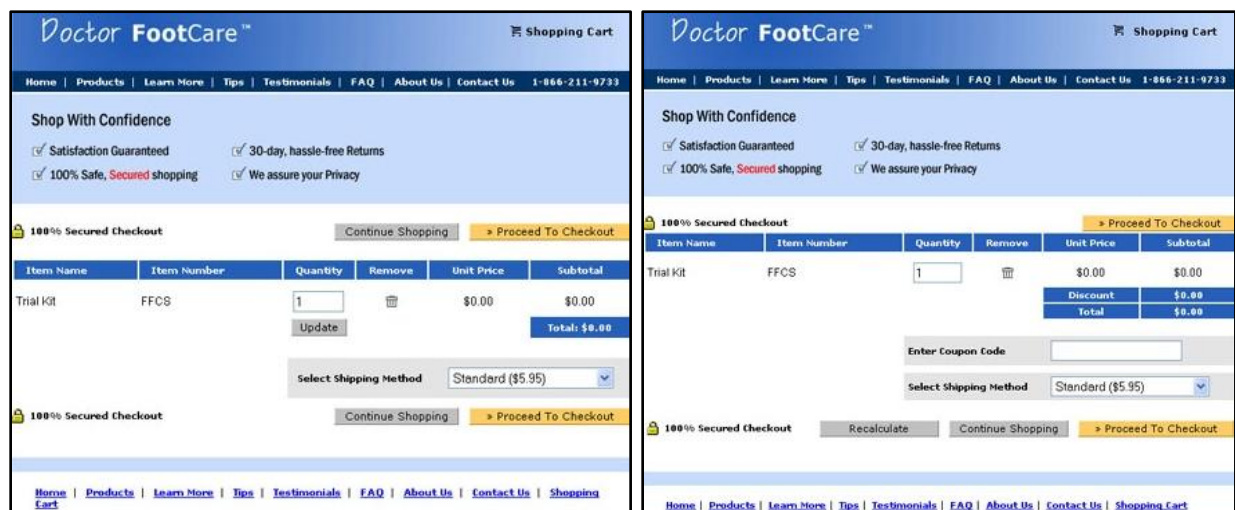 Doctor FootCare™
Shopping Cart
Home | Products | Learn More | Tips | Testimonials | FAQ | About Us | Contact Us 1-866-211-9733
Shop With Confidence
Satisfaction Guaranteed 30-day, hassle-free Returns
100% Safe, Secured shopping We assure your Privacy
100% Secured Checkout Continue Shopping » Proceed To Checkout
Item Name Item Number Quantity Remove Unit Price Subtotal
Trial Kit FFCS 1 $0.00 $0.00
Update Total: $0.00
Select Shipping Method Standard ($5.95)
100% Secured Checkout Continue Shopping » Proceed To Checkout
Home | Products | Learn More | Tips | Testimonials | FAQ | About Us | Contact Us | Shopping
Cart
Doctor FootCare™
Shopping Cart
Home | Products | Learn More | Tips | Testimonials | FAQ | About Us | Contact Us 1-866-211-9733
Shop With Confidence
Satisfaction Guaranteed 30-day, hassle-free Returns
100% Safe, Secured shopping We assure your Privacy
100% Secured Checkout » Proceed To Checkout
Item Name Item Number Quantity Remove Unit Price Subtotal
Trial Kit FFCS 1 $0.00 $0.00
Discount $0.00
Total $0.00
Enter Coupon Code
Select Shipping Method Standard ($5.95)
100% Secured Checkout Recalculate Continue Shopping » Proceed To Checkout
Home | Products | Learn More | Tips | Testimonials | FAQ | About Us | Contact Us | Shopping Cart